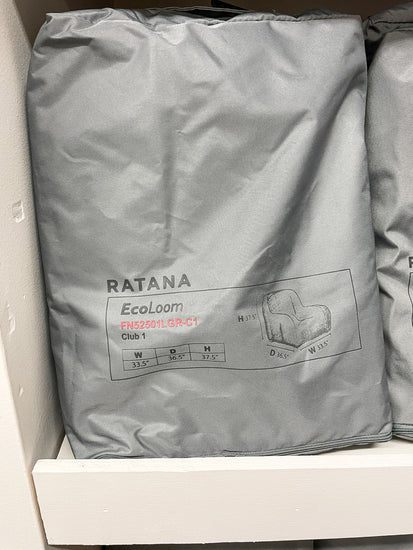 RATANA
EcoLoom
FN52501LGR-C1
Club 1
W D H
33.5" 36.5" 37.5"
H 37.5"
D 36.5"
W 33.5"
R